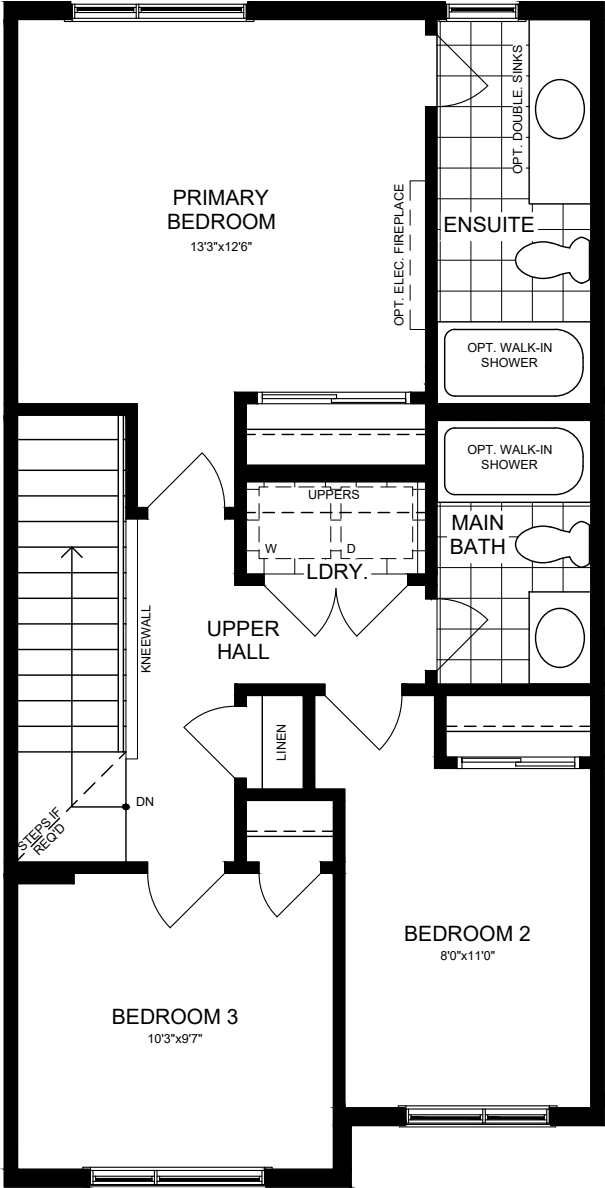 PRIMARY
BEDROOM
13'3"x12'6"
OPT. ELEC. FIREPLACE
OPT. DOUBLE. SINKS
ENSUITE
OPT. WALK-IN
SHOWER
OPT. WALK-IN
SHOWER
UPPERS
W
D
LDRY.
MAIN
BATH
KNEEWALL
UPPER
HALL
LINEN
DN
STEPS IF
REQ'D
BEDROOM 2
8'0"x11'0"
BEDROOM 3
10'3"x9'7"